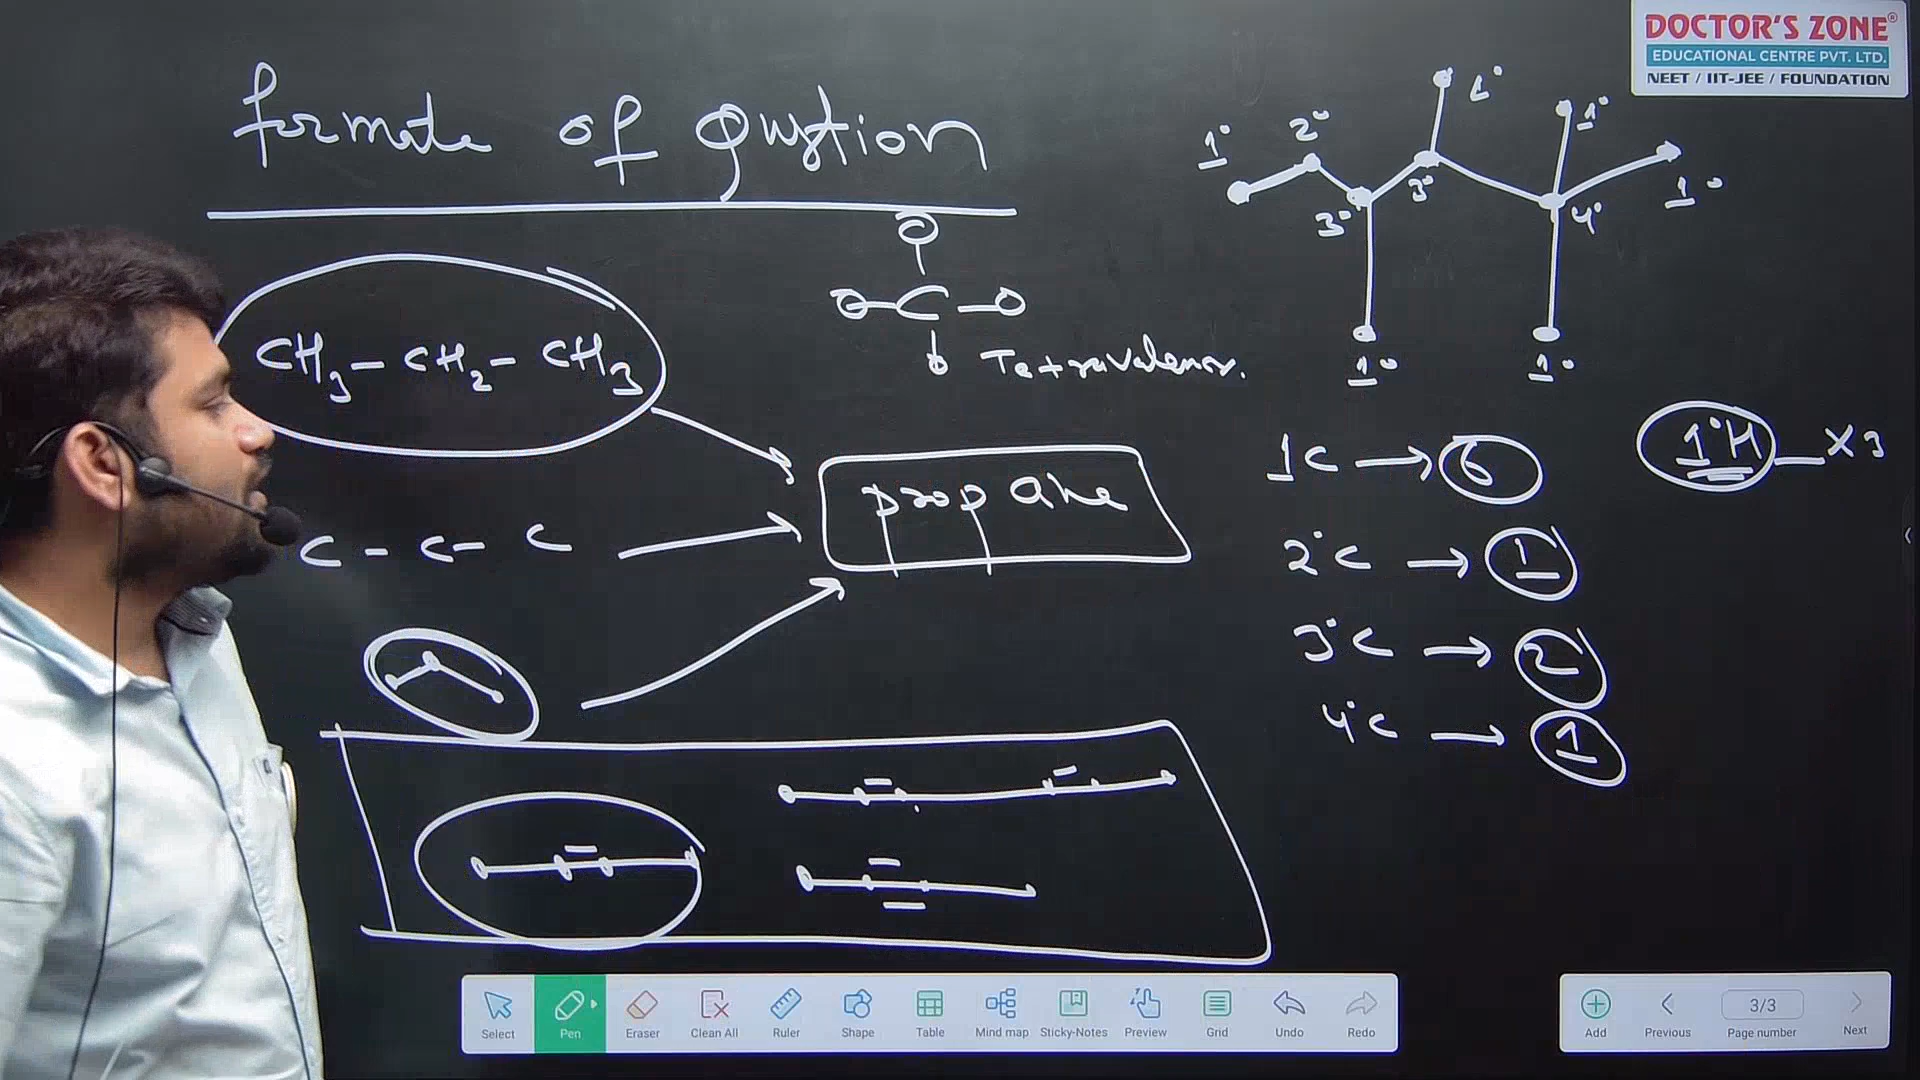 DOCTOR'S ZONE®
EDUCATIONAL CENTRE PVT. LTD.
NEET / IIT-JEE / FOUNDATION
formate of Qustion
CH3 - CH2 - CH3
C - C - C
C
Tetravalency.
propane
1° 2° 3° 3° 1° 4° 1° 1° 1° 1°
1C → 6
2°C → 1
3°C → 2
4°C → 1
1°H X3
Select
Pen
Eraser
Clean All
Ruler
Shape
Table
Mind map
Sticky-Notes
Preview
Grid
Undo
Redo
Add
Previous
3/3
Page number
Next